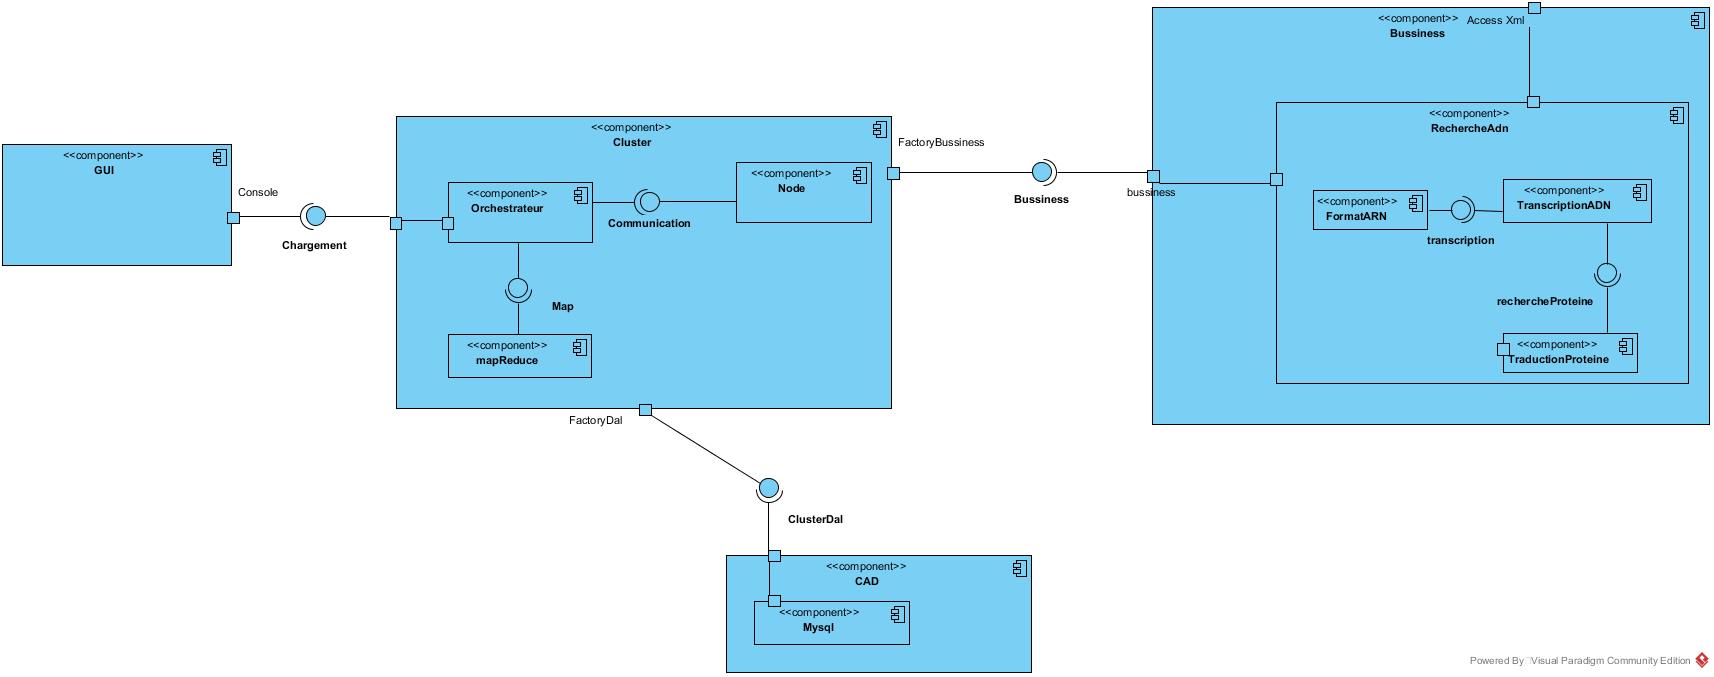 <<component>>
GUI
Console
Chargement
<<component>>
Cluster
<<component>>
Orchestrateur
Communication
<<component>>
Node
Map
<<component>>
mapReduce
FactoryBussiness
Bussiness
bussiness
FactoryDal
ClusterDal
<<component>>
CAD
<<component>>
Mysql
<<component>>
Bussiness
Access Xml
<<component>>
RechercheAdn
<<component>>
FormatARN
transcription
<<component>>
TranscriptionADN
rechercheProteine
<<component>>
TraductionProteine
Powered By Visual Paradigm Community Edition